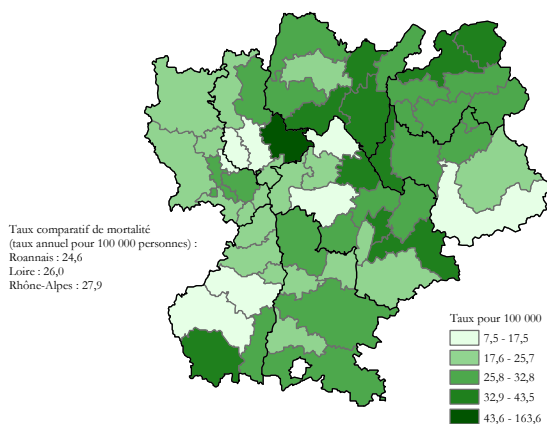 Taux comparatif de mortalité
(taux annuel pour 100 000 personnes) :
Roannais : 24,6
Loire : 26,0
Rhône-Alpes : 27,9
Taux pour 100 000
7,5 - 17,5
17,6 - 25,7
25,8 - 32,8
32,9 - 43,5
43,6 - 163,6